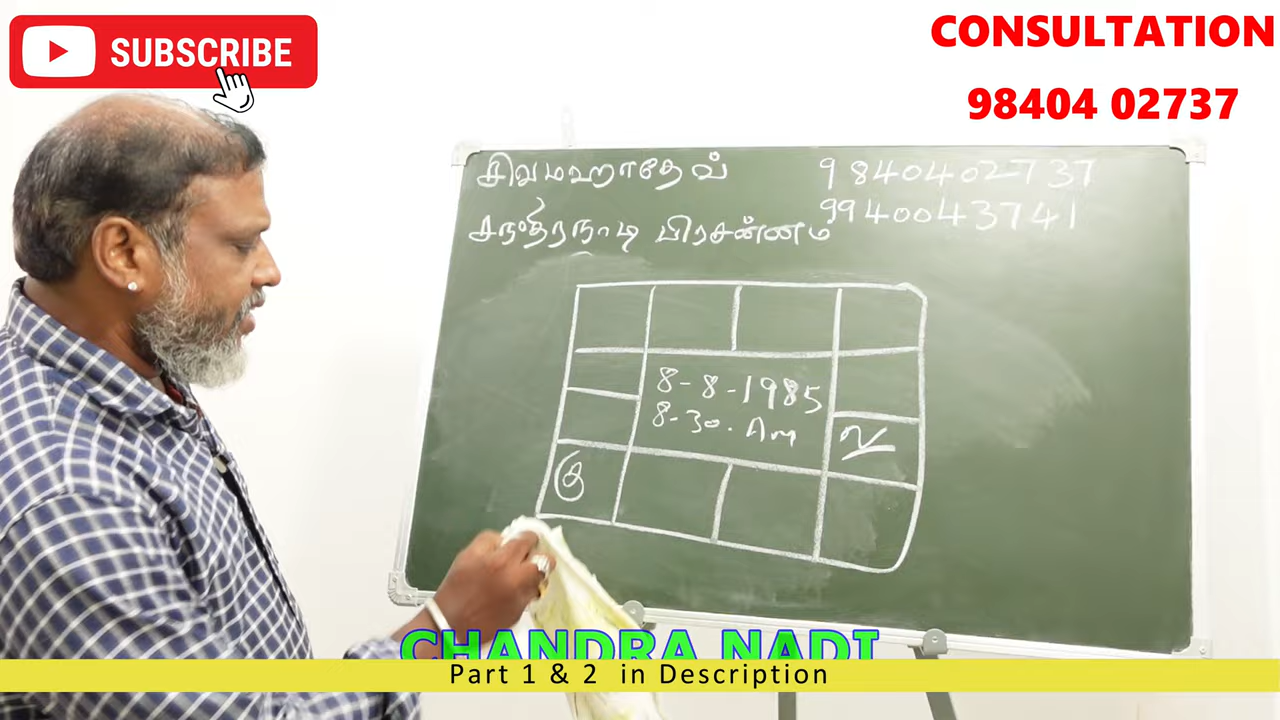 SUBSCRIBE
CONSULTATION
98404 02737
சிவமஹாதேவ் 9840402737
சந்திரநாடி பிரசன்னம் 9940043741
8-8-1985
8-30. Am
ல
கு
CHANDRA NADI
Part 1 & 2 in Description